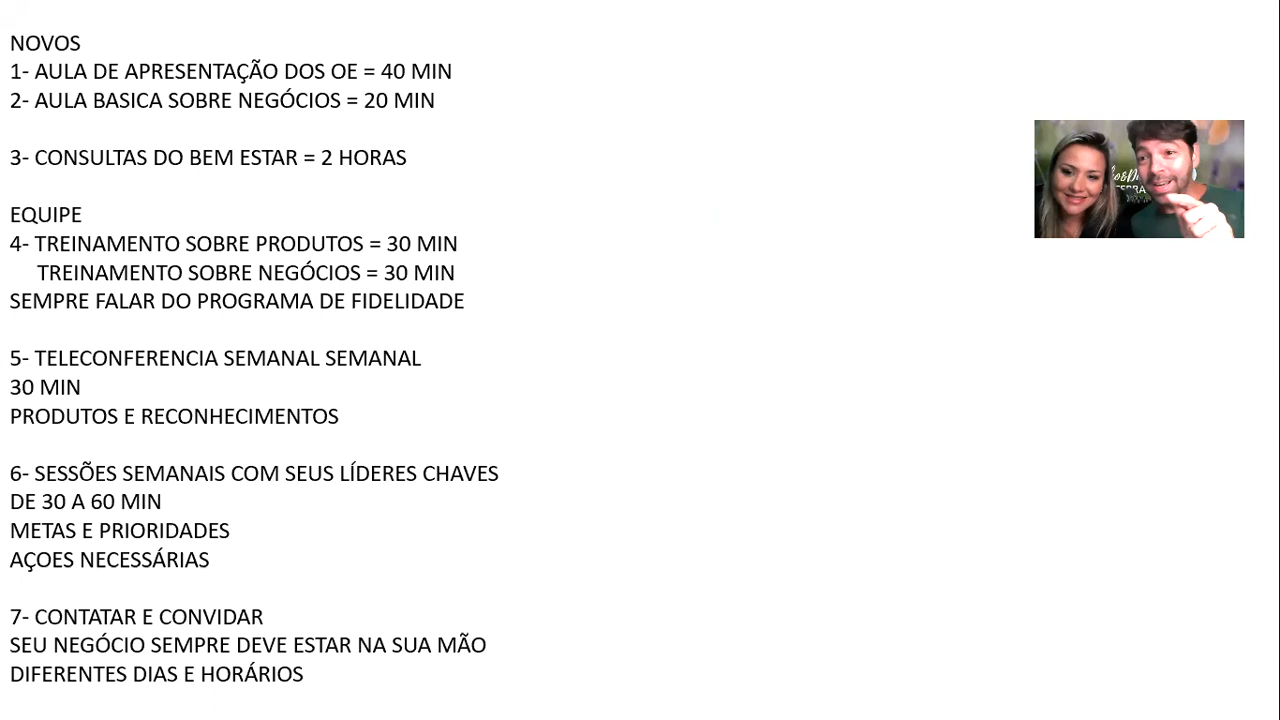 NOVOS
1- AULA DE APRESENTAÇÃO DOS OE = 40 MIN
2- AULA BASICA SOBRE NEGÓCIOS = 20 MIN
3- CONSULTAS DO BEM ESTAR = 2 HORAS
EQUIPE
4- TREINAMENTO SOBRE PRODUTOS = 30 MIN
TREINAMENTO SOBRE NEGÓCIOS = 30 MIN
SEMPRE FALAR DO PROGRAMA DE FIDELIDADE
5- TELECONFERENCIA SEMANAL SEMANAL
30 MIN
PRODUTOS E RECONHECIMENTOS
6- SESSÕES SEMANAIS COM SEUS LÍDERES CHAVES
DE 30 A 60 MIN
METAS E PRIORIDADES
AÇOES NECESSÁRIAS
7- CONTATAR E CONVIDAR
SEU NEGÓCIO SEMPRE DEVE ESTAR NA SUA MÃO
DIFERENTES DIAS E HORÁRIOS